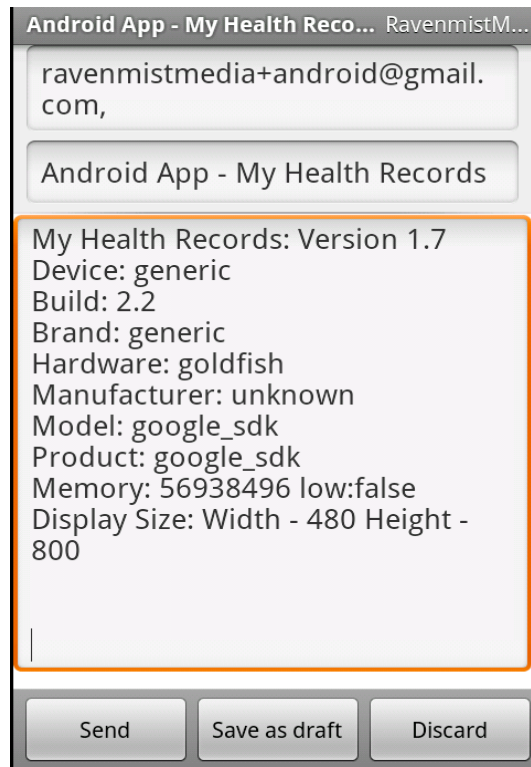 Android App - My Health Reco... RavenmistM...
ravenmistmedia+android@gmail.
com,
Android App - My Health Records
My Health Records: Version 1.7
Device: generic
Build: 2.2
Brand: generic
Hardware: goldfish
Manufacturer: unknown
Model: google_sdk
Product: google_sdk
Memory: 56938496 low:false
Display Size: Width - 480 Height -
800
Send Save as draft Discard